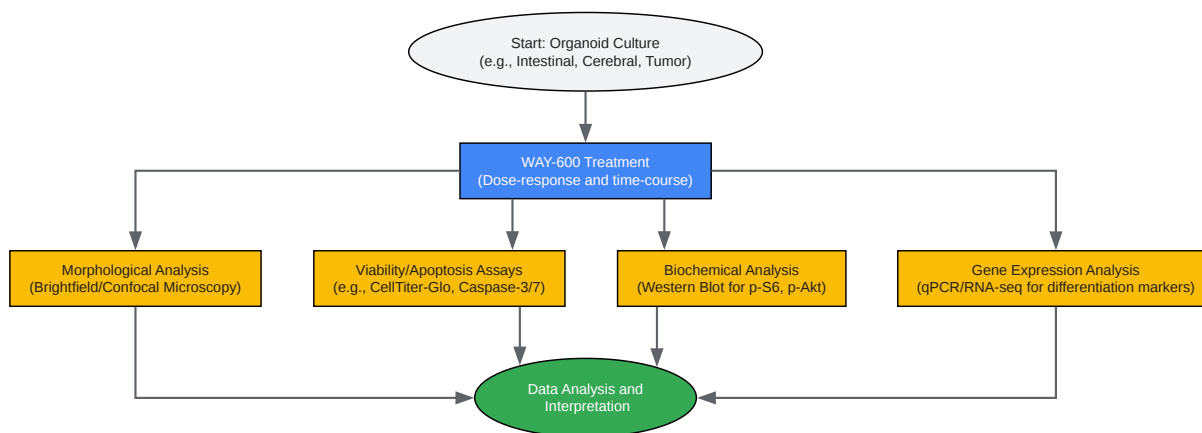 Start: Organoid Culture
(e.g., Intestinal, Cerebral, Tumor)
WAY-600 Treatment
(Dose-response and time-course)
Morphological Analysis
(Brightfield/Confocal Microscopy)
Viability/Apoptosis Assays
(e.g., CellTiter-Glo, Caspase-3/7)
Biochemical Analysis
(Western Blot for p-S6, p-Akt)
Gene Expression Analysis
(qPCR/RNA-seq for differentiation markers)
Data Analysis and
Interpretation